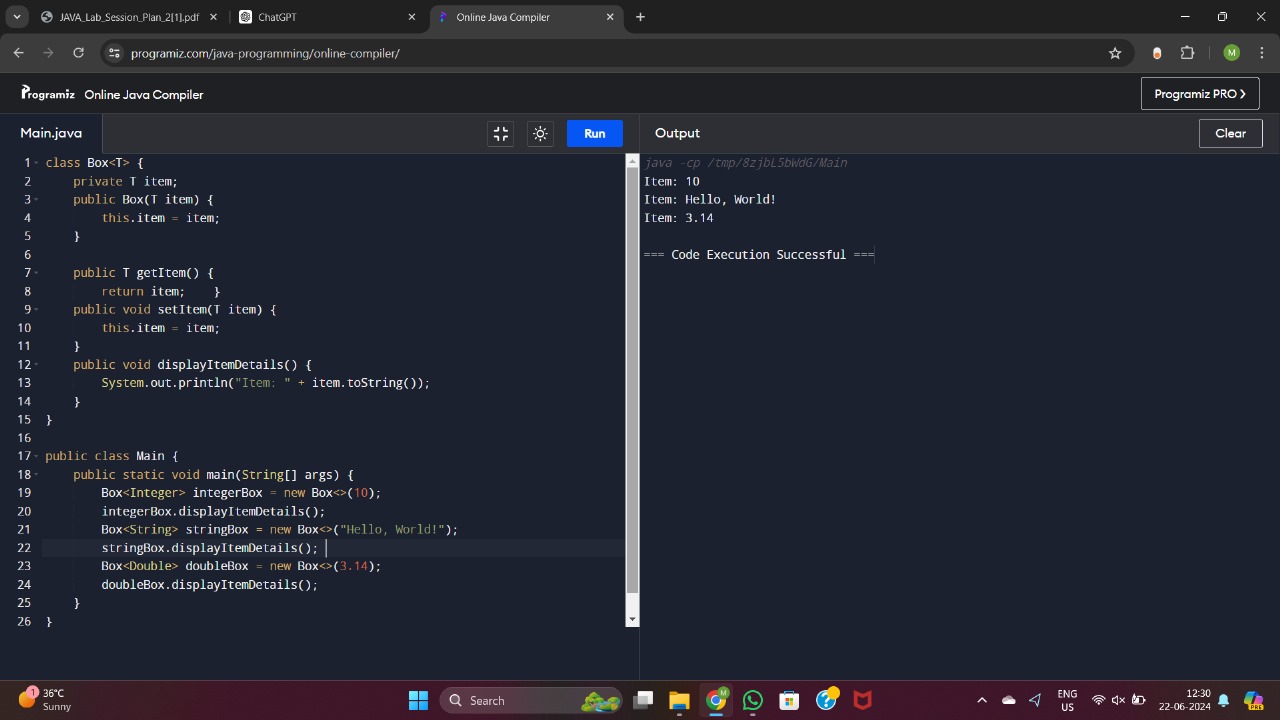 JAVA_Lab_Session_Plan_2[1].pdf
ChatGPT
Online Java Compiler
programiz.com/java-programming/online-compiler/
M
Programiz Online Java Compiler
Programiz PRO
Main.java
Run
Output
Clear
1 class Box<T> {
2     private T item;
3     public Box(T item) {
4         this.item = item;
5     }
6
7     public T getItem() {
8         return item;    }
9     public void setItem(T item) {
10         this.item = item;
11     }
12     public void displayItemDetails() {
13         System.out.println("Item: " + item.toString());
14     }
15 }
16
17 public class Main {
18     public static void main(String[] args) {
19         Box<Integer> integerBox = new Box<>(10);
20         integerBox.displayItemDetails();
21         Box<String> stringBox = new Box<>("Hello, World!");
22         stringBox.displayItemDetails();
23         Box<Double> doubleBox = new Box<>(3.14);
24         doubleBox.displayItemDetails();
25     }
26 }
java -cp /tmp/8zjbL5bWdG/Main
Item: 10
Item: Hello, World!
Item: 3.14
=== Code Execution Successful ===
1
36°C
Sunny
Search
M
ENG
US
12:30
22-06-2024
PRE